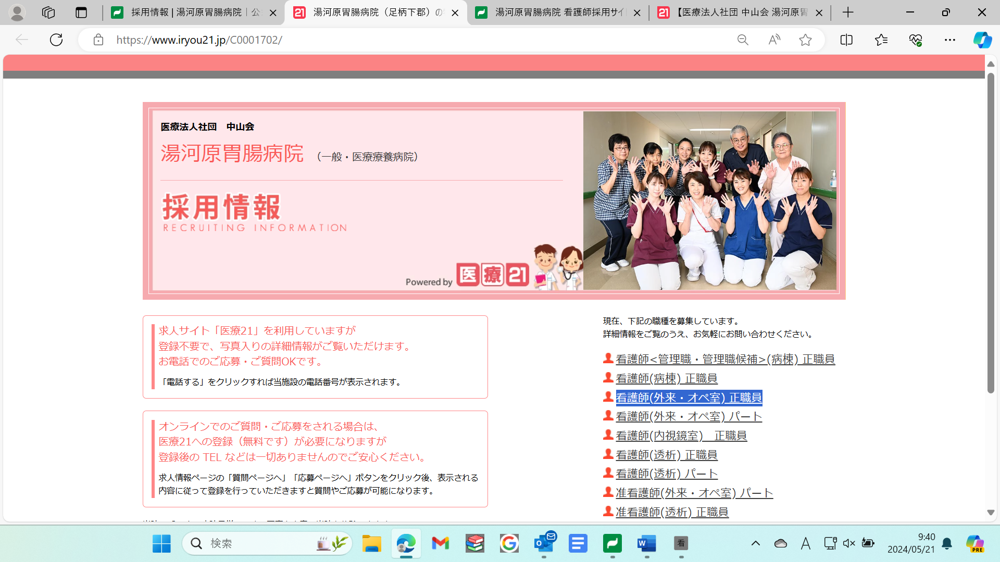 採用情報 | 湯河原胃腸病院｜公
湯河原胃腸病院（足柄下郡）の
湯河原胃腸病院 看護師採用サイ
【医療法人社団 中山会 湯河原胃
https://www.iryou21.jp/C0001702/
医療法人社団　中山会
湯河原胃腸病院 （一般・医療療養病院）
採用情報
RECRUITING INFORMATION
Powered by 医療21
求人サイト「医療21」を利用していますが
登録不要で、写真入りの詳細情報がご覧いただけます。
お電話でのご応募・ご質問OKです。
「電話する」をクリックすれば当施設の電話番号が表示されます。
オンラインでのご質問・ご応募をされる場合は、
医療21への登録（無料です）が必要になりますが
登録後の TEL などは一切ありませんのでご安心ください。
求人情報ページの「質問ページへ」「応募ページへ」ボタンをクリック後、表示される
内容に従って登録を行っていただきますと質問やご応募が可能になります。
現在、下記の職種を募集しています。
詳細情報をご覧のうえ、お気軽にお問い合わせください。
看護師<管理職・管理職候補>(病棟) 正職員
看護師(病棟) 正職員
看護師(外来・オペ室) 正職員
看護師(外来・オペ室) パート
看護師(内視鏡室)　正職員
看護師(透析) 正職員
看護師(透析) パート
准看護師(外来・オペ室) パート
准看護師(透析) 正職員
検索
看
A
9:40
2024/05/21
PRE